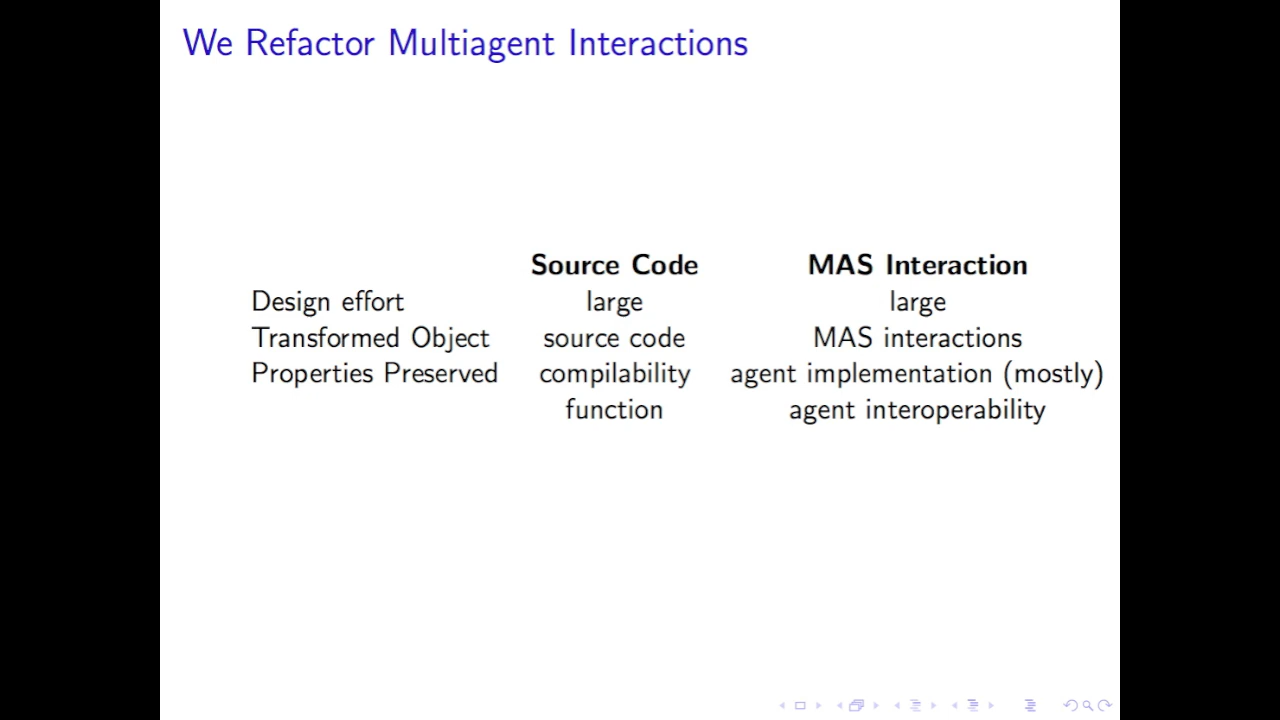 We Refactor Multiagent Interactions
Source Code MAS Interaction
Design effort large large
Transformed Object source code MAS interactions
Properties Preserved compilability agent implementation (mostly)
function agent interoperability